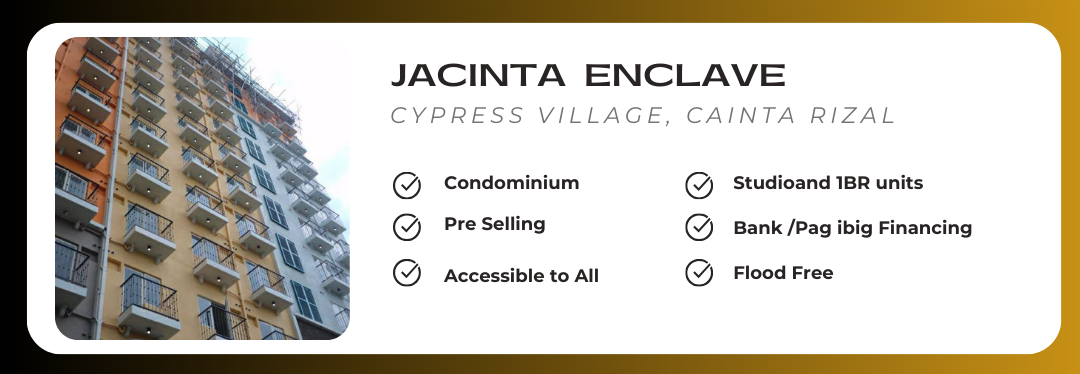 JACINTA ENCLAVE
CYPRESS VILLAGE, CAINTA RIZAL
Condominium
Pre Selling
Accessible to All
Studioand 1BR units
Bank /Pag ibig Financing
Flood Free